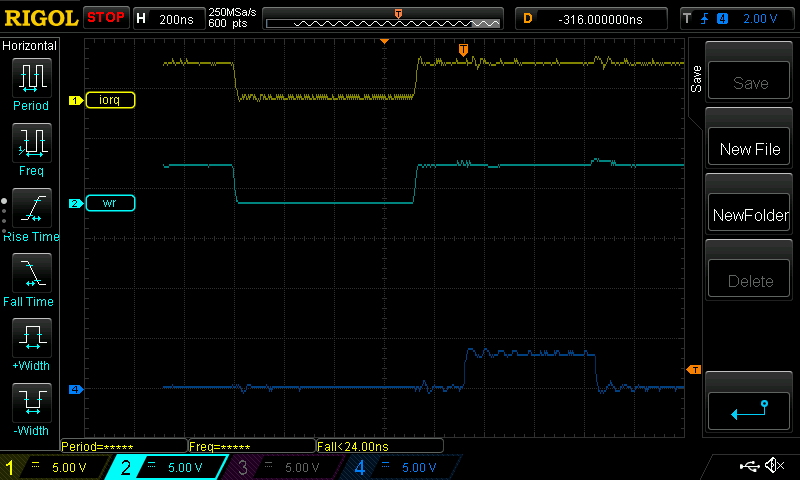 RIGOL STOP H 200ns 250MSa/s 600 pts D -316.000000ns T 4 2.00 V
Horizontal
Period
Freq
Rise Time
Fall Time
+Width
-Width
T
1 iorq
2 wr
4
T
Save
Save
New File
NewFolder
Delete
Period=***** Freq=***** Fall<24.00ns
1 5.00 V 2 5.00 V 3 5.00 V 4 5.00 V